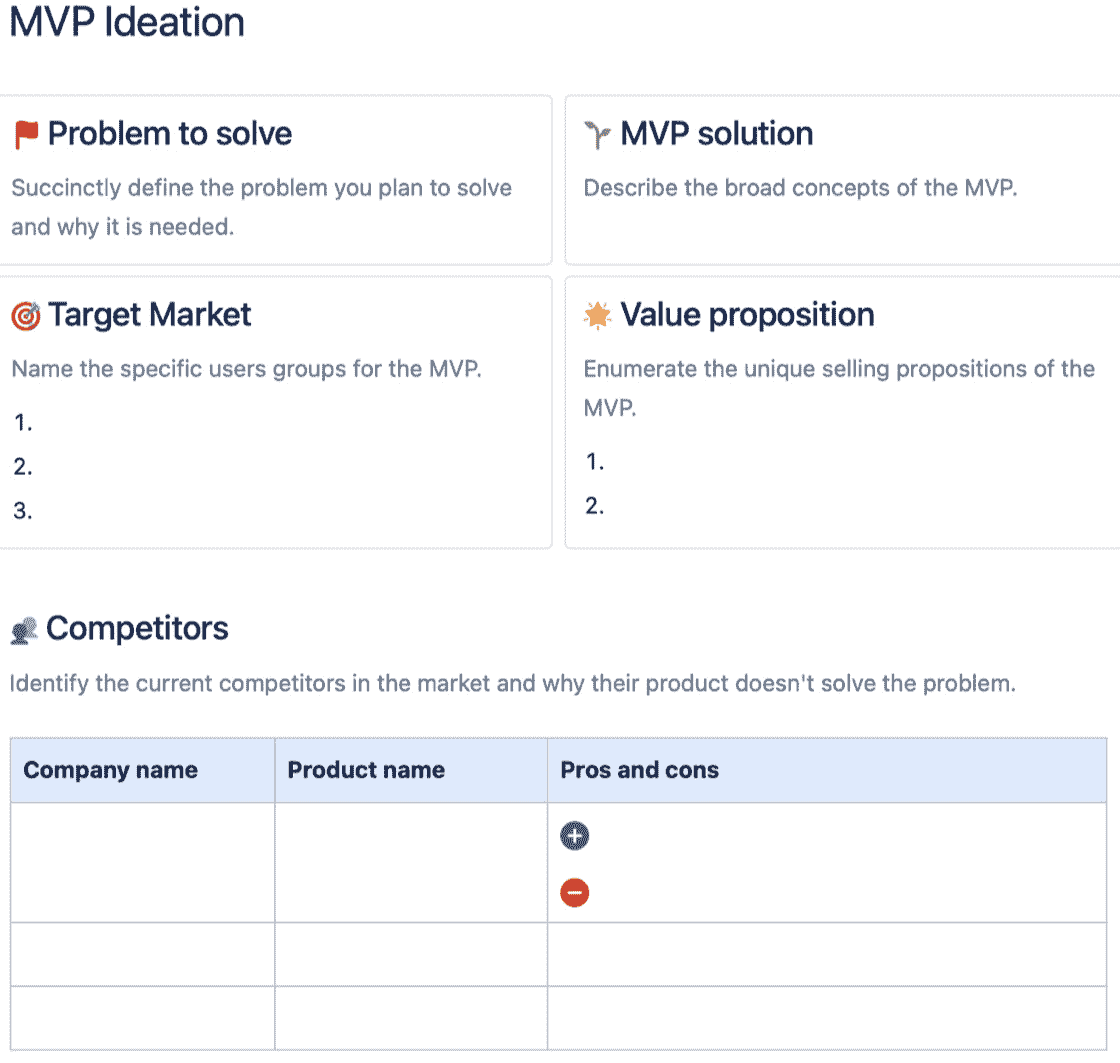 MVP Ideation
Problem to solve
Succinctly define the problem you plan to solve
and why it is needed.
MVP solution
Describe the broad concepts of the MVP.
Target Market
Name the specific users groups for the MVP.
1.
2.
3.
Value proposition
Enumerate the unique selling propositions of the
MVP.
1.
2.
Competitors
Identify the current competitors in the market and why their product doesn't solve the problem.
Company name
Product name
Pros and cons